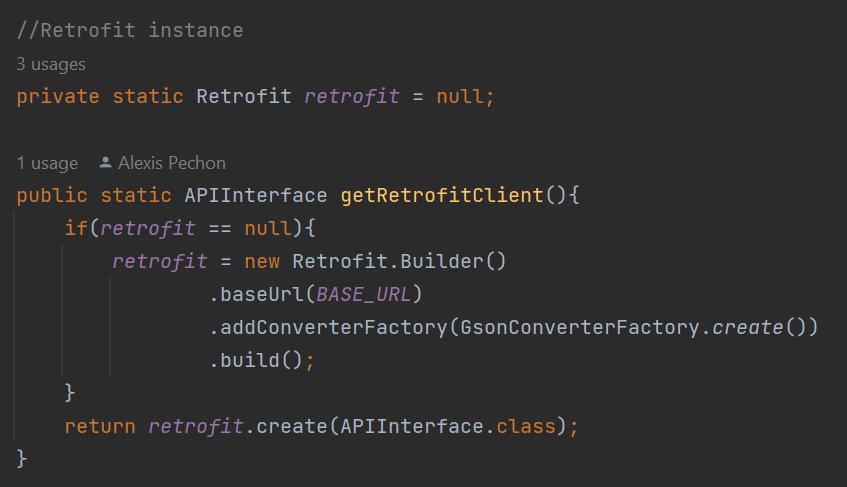 //Retrofit instance
3 usages
private static Retrofit retrofit = null;
1 usage Alexis Pechon
public static APIInterface getRetrofitClient(){
if(retrofit == null){
retrofit = new Retrofit.Builder()
.baseUrl(BASE_URL)
.addConverterFactory(GsonConverterFactory.create())
.build();
}
return retrofit.create(APIInterface.class);
}